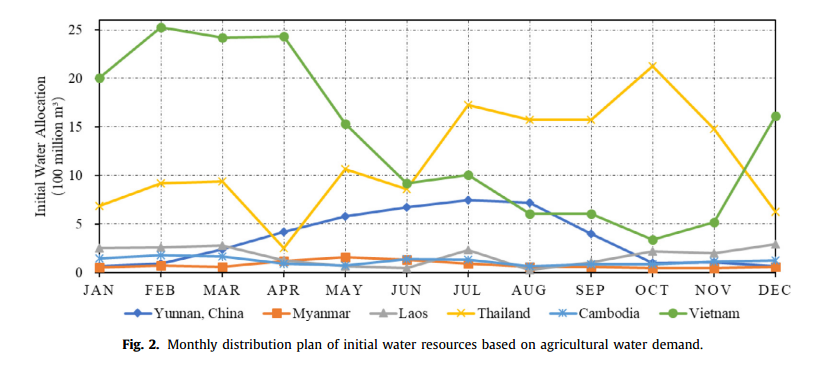 Initial Water Allocation
(100 million m³)
25
20
15
10
5
0
JAN FEB MAR APR MAY JUN JUL AUG SEP OCT NOV DEC
Yunnan, China Myanmar Laos Thailand Cambodia Vietnam
Fig. 2. Monthly distribution plan of initial water resources based on agricultural water demand.